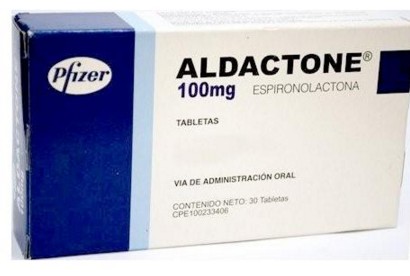 Pfizer
ALDACTONE®
100mg ESPIRONOLACTONA
TABLETAS
VIA DE ADMINISTRACIÓN ORAL
CONTENIDO NETO: 30 Tabletas
CPE100233406